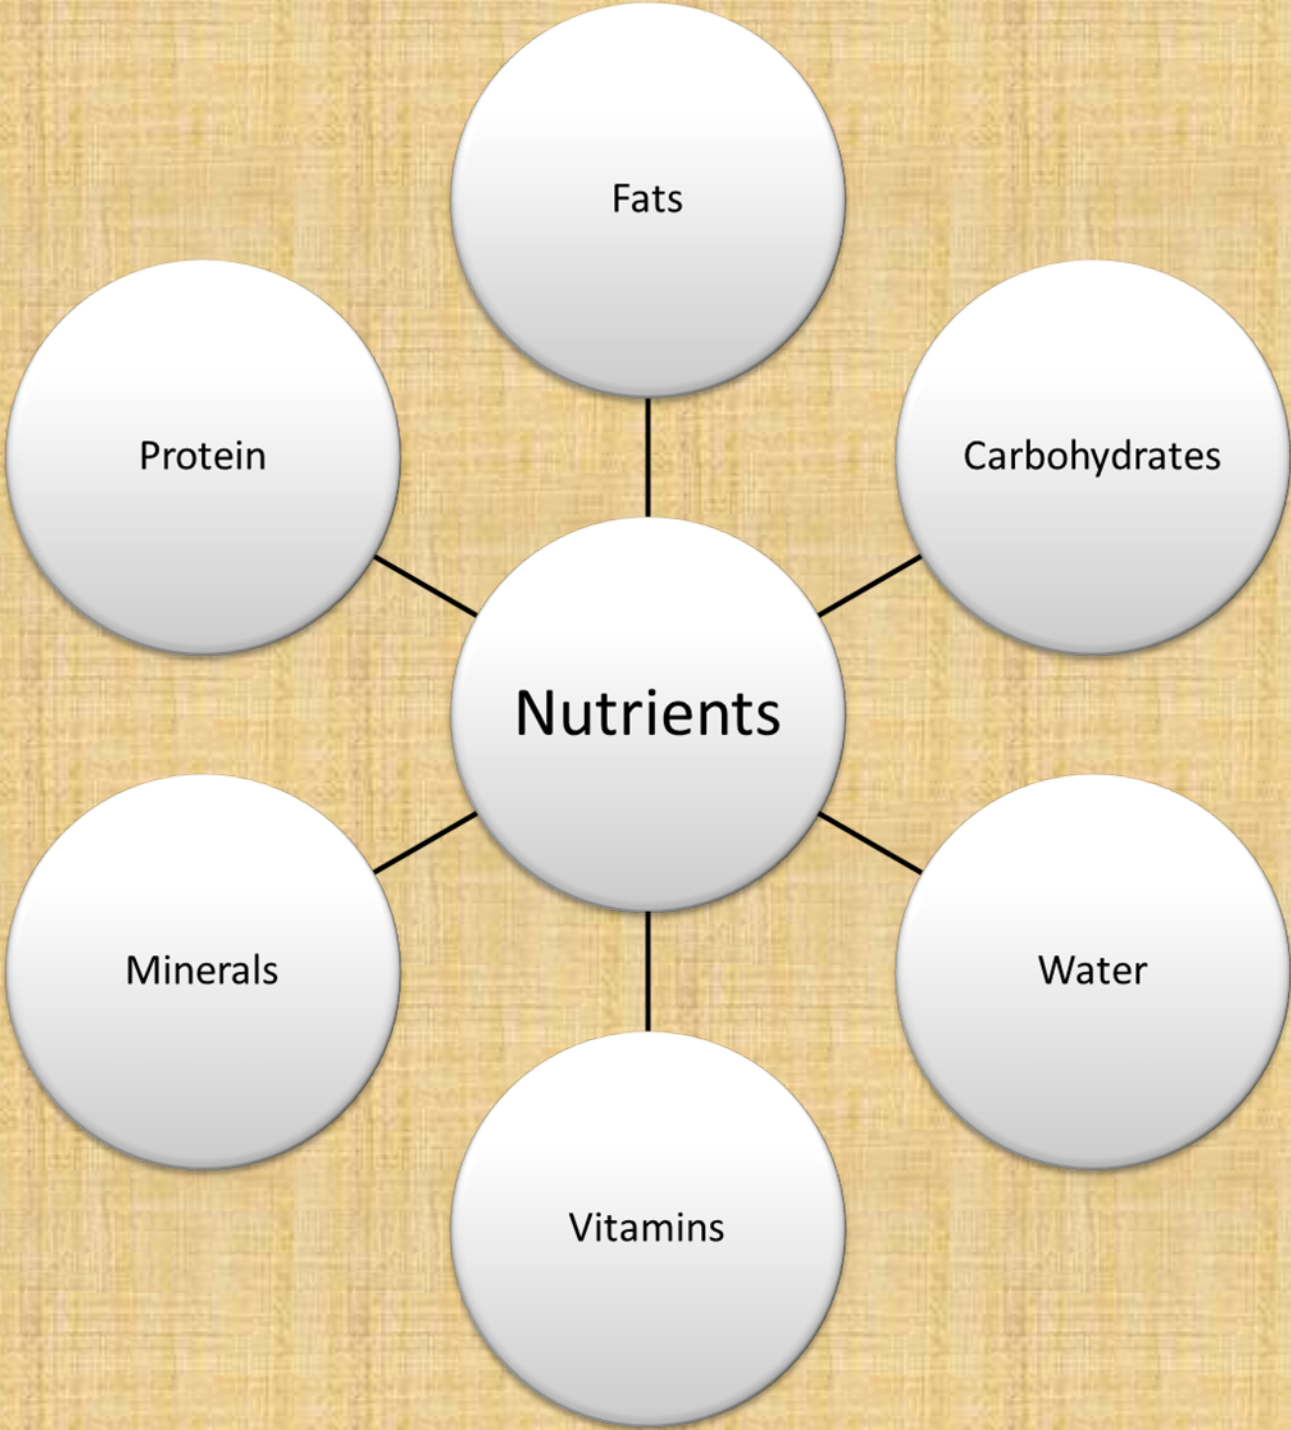 Fats
Protein
Carbohydrates
Nutrients
Minerals
Water
Vitamins